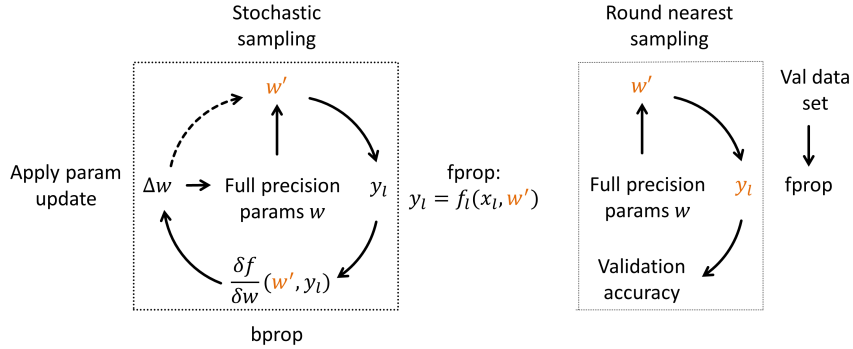 Stochastic
sampling
w′
Apply param
update
Δw
Full precision
params w
y_l
fprop:
y_l = f_l(x_l, w′)
δf
δw
(w′, y_l)
bprop
Round nearest
sampling
w′
Full precision
params w
y_l
Validation
accuracy
Val data
set
fprop